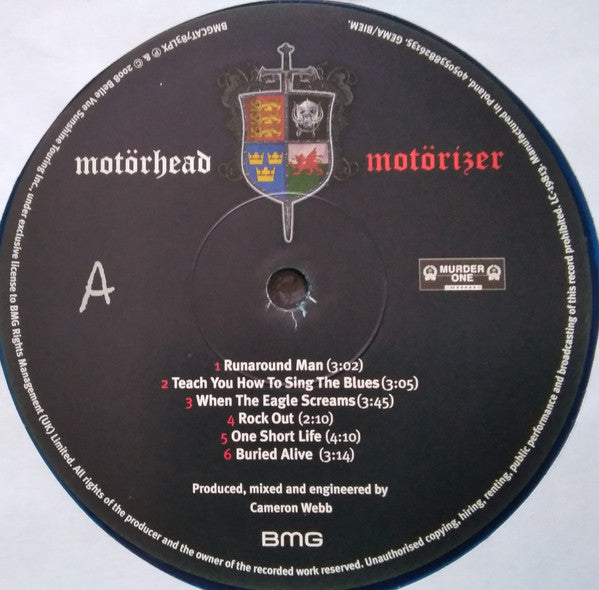 motörhead
motörizer
A
MURDER
ONE
1 Runaround Man (3:02)
2 Teach You How To Sing The Blues (3:05)
3 When The Eagle Screams (3:45)
4 Rock Out (2:10)
5 One Short Life (4:10)
6 Buried Alive (3:14)
Produced, mixed and engineered by
Cameron Webb
BMG
BMGCAT783LPX ℗ & © 2008 Belle Vue Sunshine Touring Inc., under exclusive license to BMG Rights Management (UK) Limited. All rights of the producer and the owner of the recorded work reserved. Unauthorised copying, hiring, renting, public performance and broadcasting of this record prohibited. LC-19813. Manufactured in Poland. 4050538826135. GEMA/BIEM.